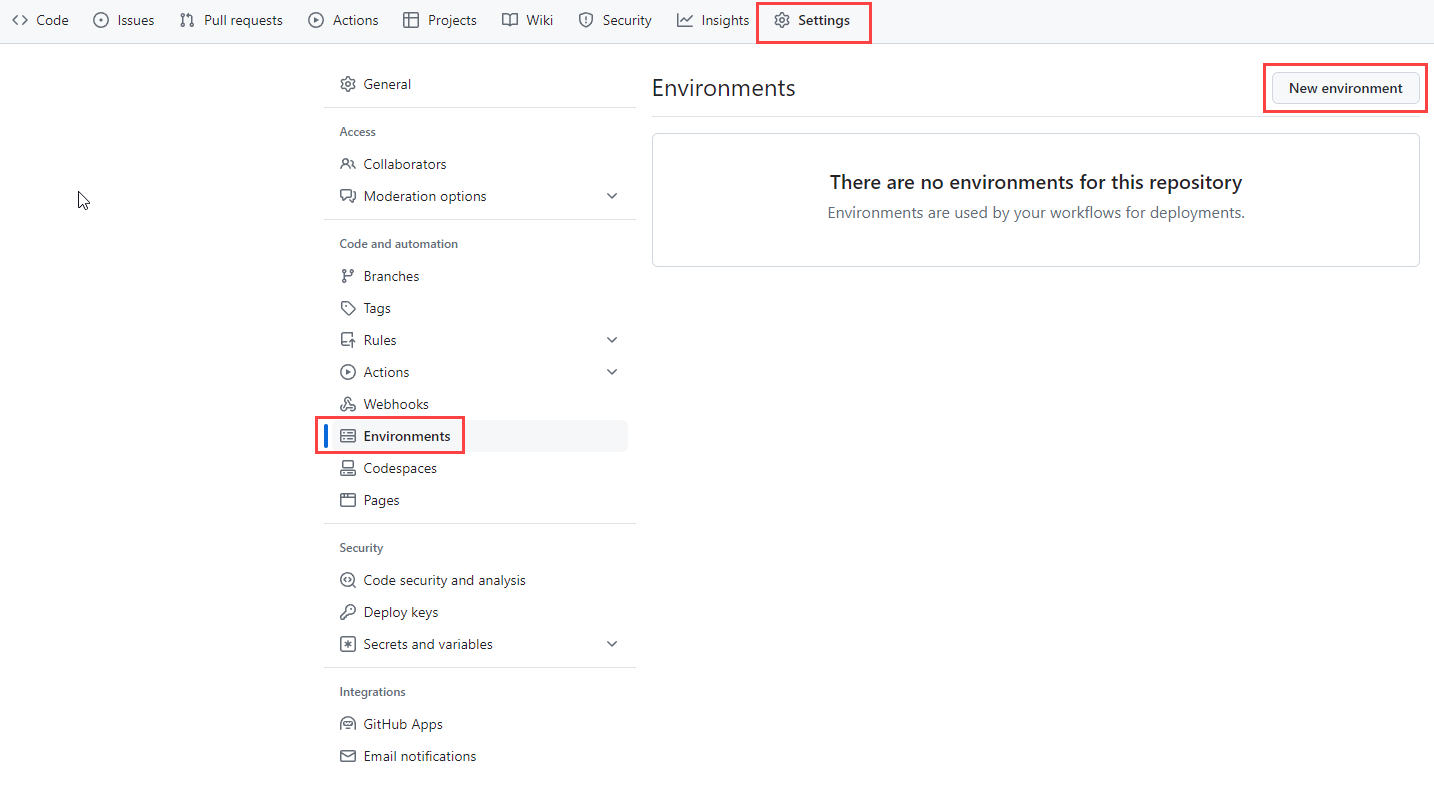 Code Issues Pull requests Actions Projects Wiki Security Insights Settings
General
Access
Collaborators
Moderation options
Code and automation
Branches
Tags
Rules
Actions
Webhooks
Environments
Codespaces
Pages
Security
Code security and analysis
Deploy keys
Secrets and variables
Integrations
GitHub Apps
Email notifications
Environments
New environment
There are no environments for this repository
Environments are used by your workflows for deployments.